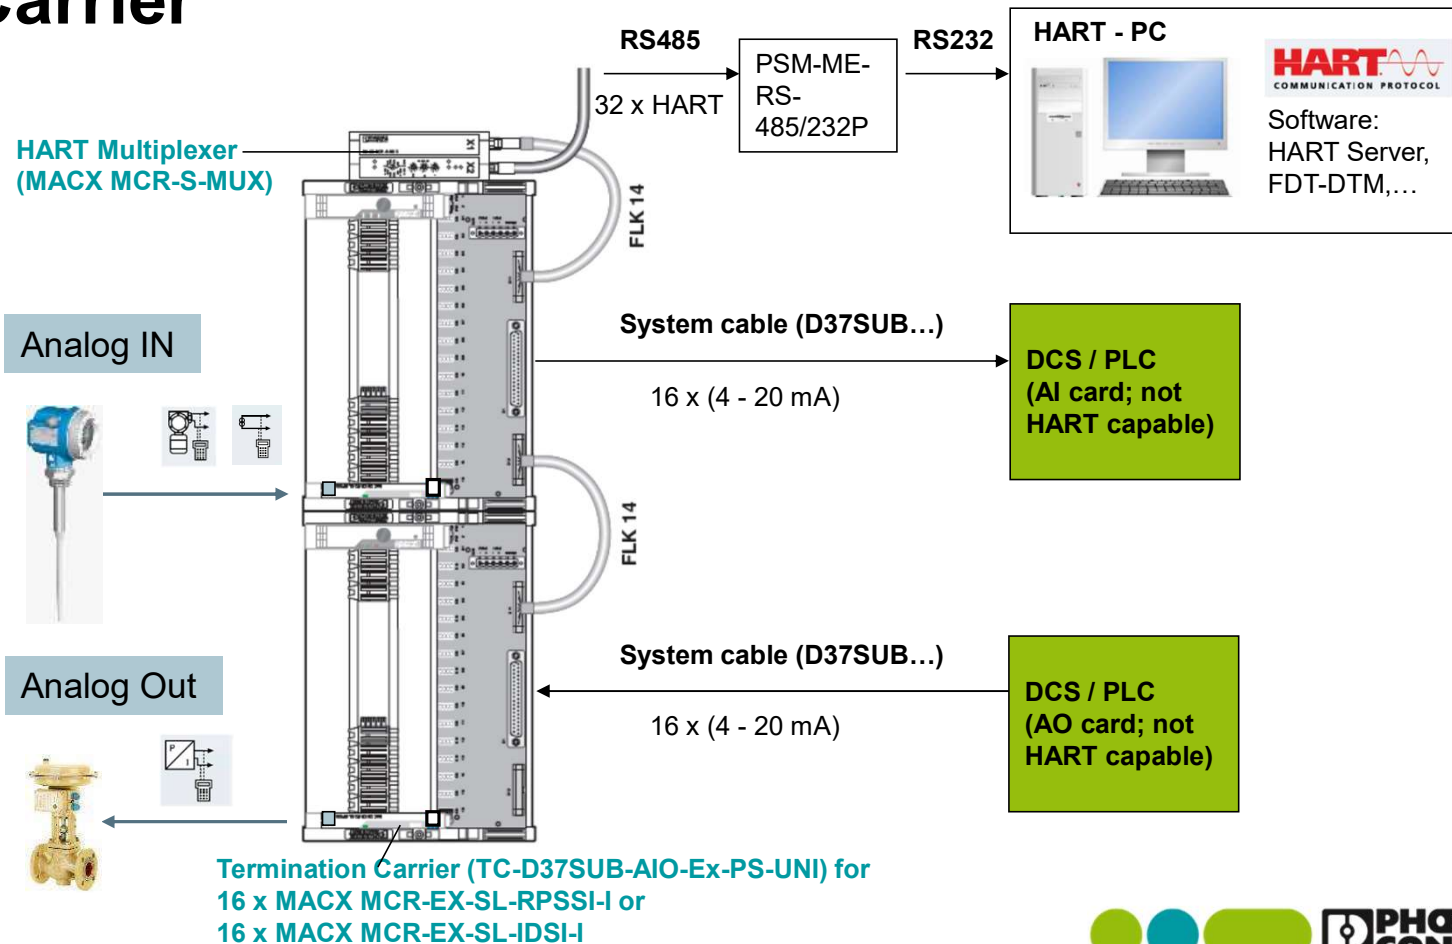 Carrier
RS485
RS232
32 x HART
PSM-ME-
RS-
485/232P
HART - PC
HART
COMMUNICATION PROTOCOL
Software:
HART Server,
FDT-DTM,…
HART Multiplexer
(MACX MCR-S-MUX)
X1
X2
FLK 14
Analog IN
System cable (D37SUB…)
16 x (4 - 20 mA)
DCS / PLC
(AI card; not
HART capable)
FLK 14
Analog Out
P
I
System cable (D37SUB…)
16 x (4 - 20 mA)
DCS / PLC
(AO card; not
HART capable)
Termination Carrier (TC-D37SUB-AIO-Ex-PS-UNI) for
16 x MACX MCR-EX-SL-RPSSI-I or
16 x MACX MCR-EX-SL-IDSI-I